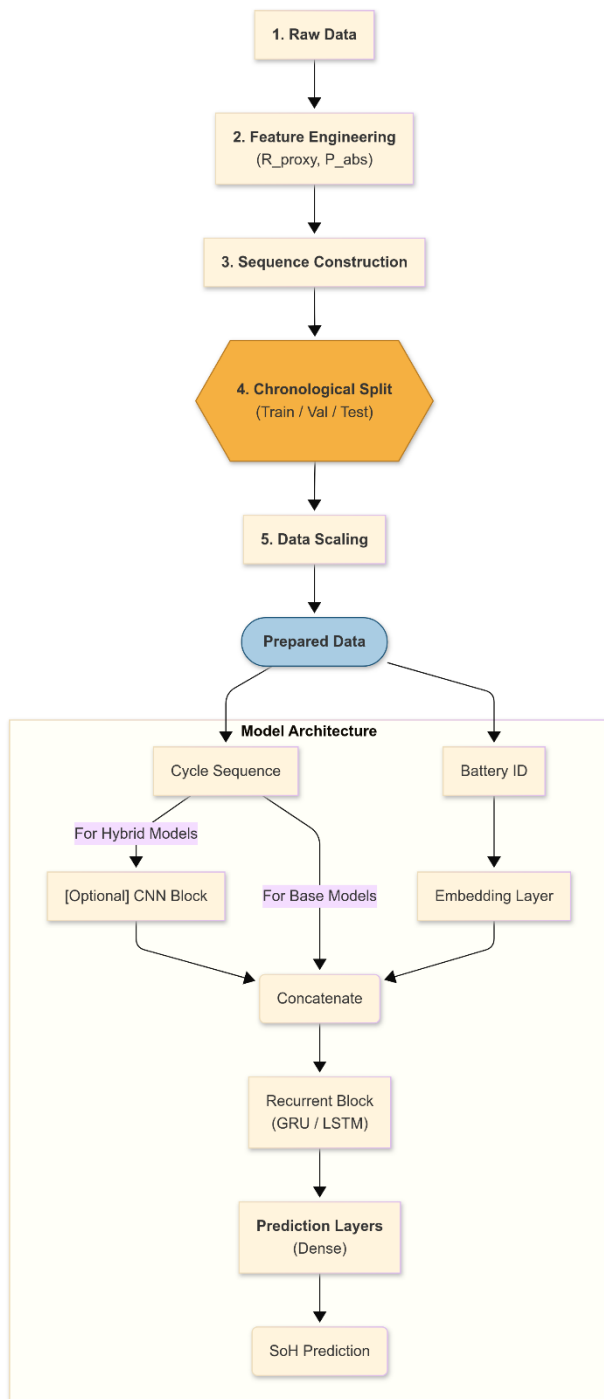 1. Raw Data
2. Feature Engineering
(R_proxy, P_abs)
3. Sequence Construction
4. Chronological Split
(Train / Val / Test)
5. Data Scaling
Prepared Data
Model Architecture
Cycle Sequence
Battery ID
For Hybrid Models
[Optional] CNN Block
For Base Models
Embedding Layer
Concatenate
Recurrent Block
(GRU / LSTM)
Prediction Layers
(Dense)
SoH Prediction